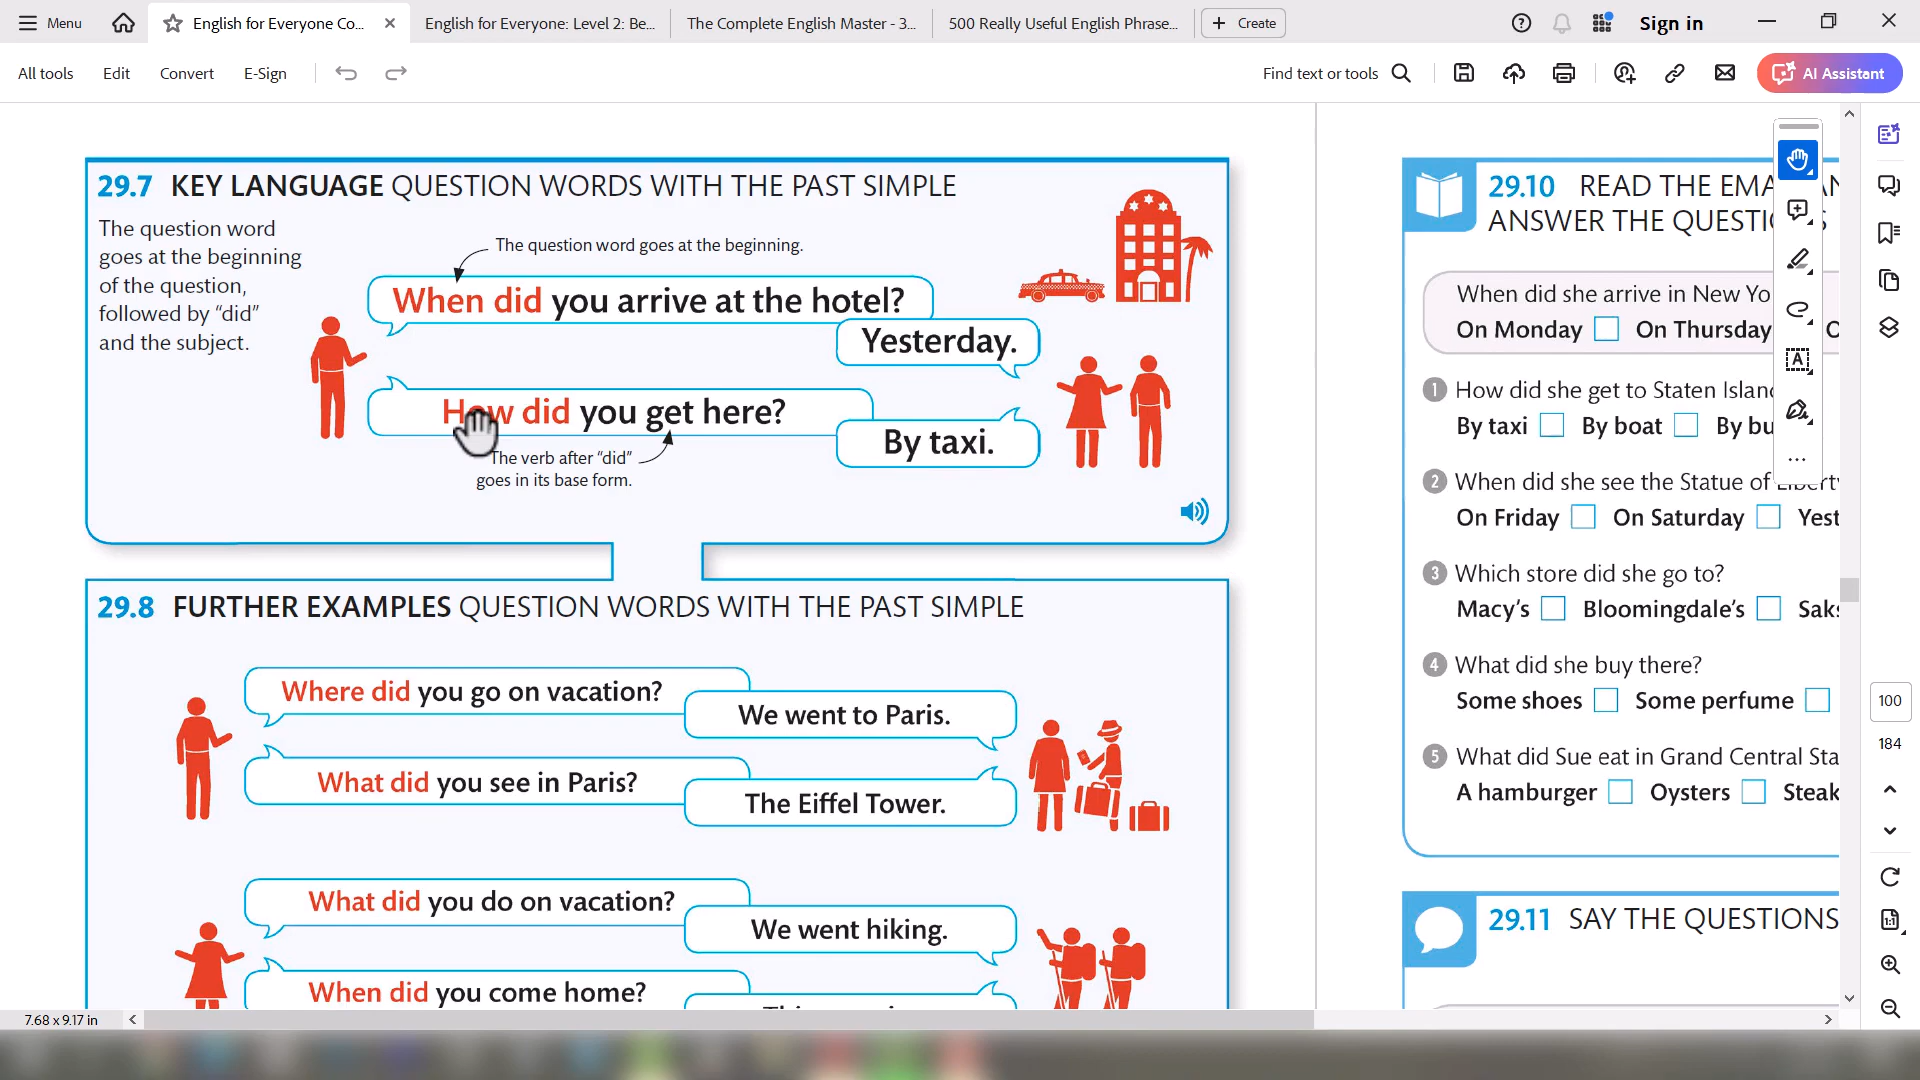 Menu
English for Everyone Co...
English for Everyone: Level 2: Be...
The Complete English Master - 3...
500 Really Useful English Phrase...
Create
Sign in
All tools
Edit
Convert
E-Sign
Find text or tools
AI Assistant
29.7 KEY LANGUAGE QUESTION WORDS WITH THE PAST SIMPLE
The question word
goes at the beginning
of the question,
followed by “did”
and the subject.
The question word goes at the beginning.
When did you arrive at the hotel?
Yesterday.
How did you get here?
By taxi.
The verb after “did”
goes in its base form.
29.8 FURTHER EXAMPLES QUESTION WORDS WITH THE PAST SIMPLE
Where did you go on vacation?
We went to Paris.
What did you see in Paris?
The Eiffel Tower.
What did you do on vacation?
We went hiking.
When did you come home?
29.10 READ THE EMA
ANSWER THE QUESTIONS
When did she arrive in New Yo
On Monday On Thursday
1 How did she get to Staten Islan
By taxi By boat By bu
2 When did she see the Statue of Liberty
On Friday On Saturday Yest
3 Which store did she go to?
Macy’s Bloomingdale’s Saks
4 What did she buy there?
Some shoes Some perfume
5 What did Sue eat in Grand Central Sta
A hamburger Oysters Steak
29.11 SAY THE QUESTIONS
100
184
7.68 x 9.17 in